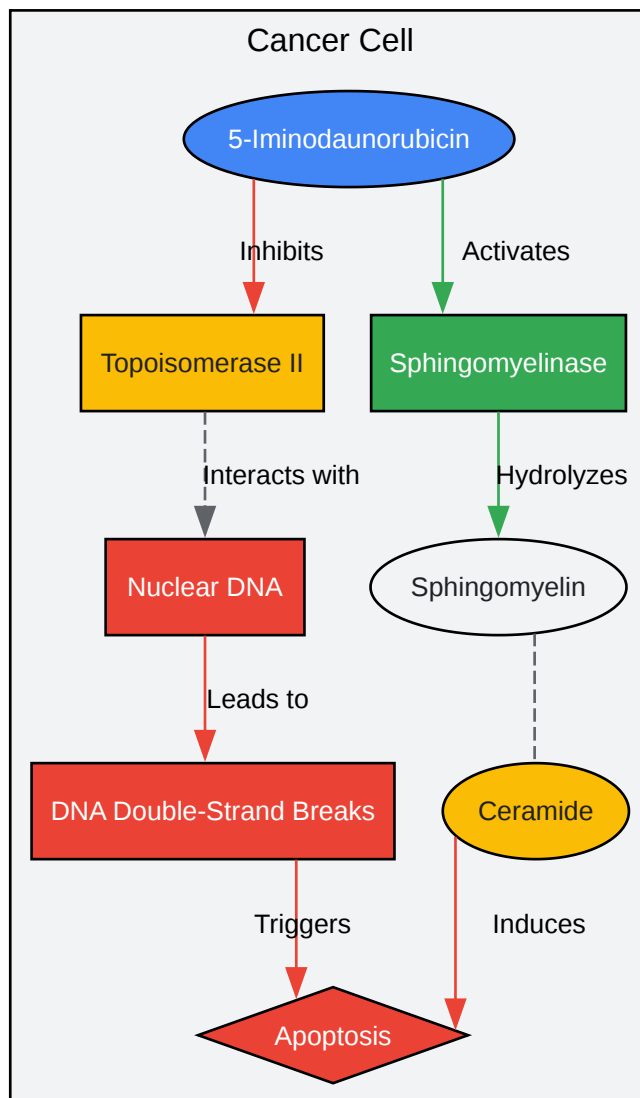 Cancer Cell
5-Iminodaunorubicin
Inhibits
Activates
Topoisomerase II
Sphingomyelinase
Interacts with
Hydrolyzes
Nuclear DNA
Sphingomyelin
Leads to
DNA Double-Strand Breaks
Ceramide
Triggers
Induces
Apoptosis